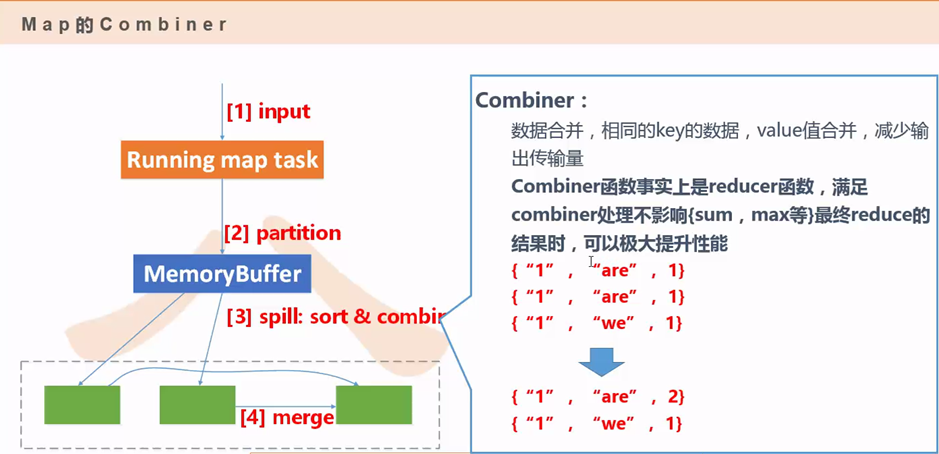 Map的Combiner
[1] input
Running map task
[2] partition
MemoryBuffer
[3] spill: sort & combin
[4] merge
Combiner：
数据合并，相同的key的数据，value值合并，减少输
出传输量
Combiner函数事实上是reducer函数，满足
combiner处理不影响{sum，max等}最终reduce的
结果时，可以极大提升性能
{“1”，“are”,1}
{“1”，“are”,1}
{“1”，“we”,1}
{“1”，“are”,2}
{“1”，“we”,1}